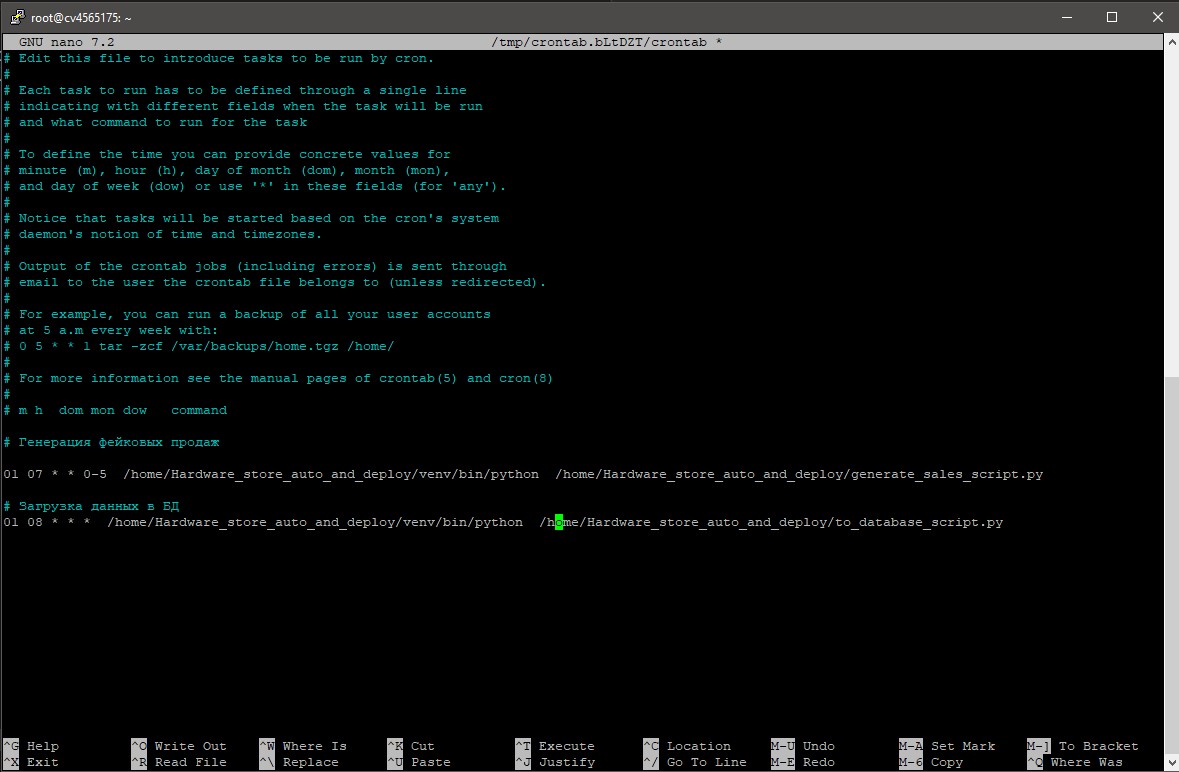 root@cv4565175: ~
GNU nano 7.2 /tmp/crontab.bLtDZT/crontab *
# Edit this file to introduce tasks to be run by cron.
#
# Each task to run has to be defined through a single line
# indicating with different fields when the task will be run
# and what command to run for the task
#
# To define the time you can provide concrete values for
# minute (m), hour (h), day of month (dom), month (mon),
# and day of week (dow) or use '*' in these fields (for 'any').
#
# Notice that tasks will be started based on the cron's system
# daemon's notion of time and timezones.
#
# Output of the crontab jobs (including errors) is sent through
# email to the user the crontab file belongs to (unless redirected).
#
# For example, you can run a backup of all your user accounts
# at 5 a.m every week with:
# 0 5 * * 1 tar -zcf /var/backups/home.tgz /home/
#
# For more information see the manual pages of crontab(5) and cron(8)
#
# m h  dom mon dow   command
# Генерация фейковых продаж
01 07 * * 0-5  /home/Hardware_store_auto_and_deploy/venv/bin/python  /home/Hardware_store_auto_and_deploy/generate_sales_script.py
# Загрузка данных в БД
01 08 * * *  /home/Hardware_store_auto_and_deploy/venv/bin/python  /home/Hardware_store_auto_and_deploy/to_database_script.py
^G Help ^O Write Out ^W Where Is ^K Cut ^T Execute ^C Location M-U Undo M-A Set Mark M-] To Bracket
^X Exit ^R Read File ^\ Replace ^U Paste ^J Justify ^/ Go To Line M-E Redo M-6 Copy ^Q Where Was